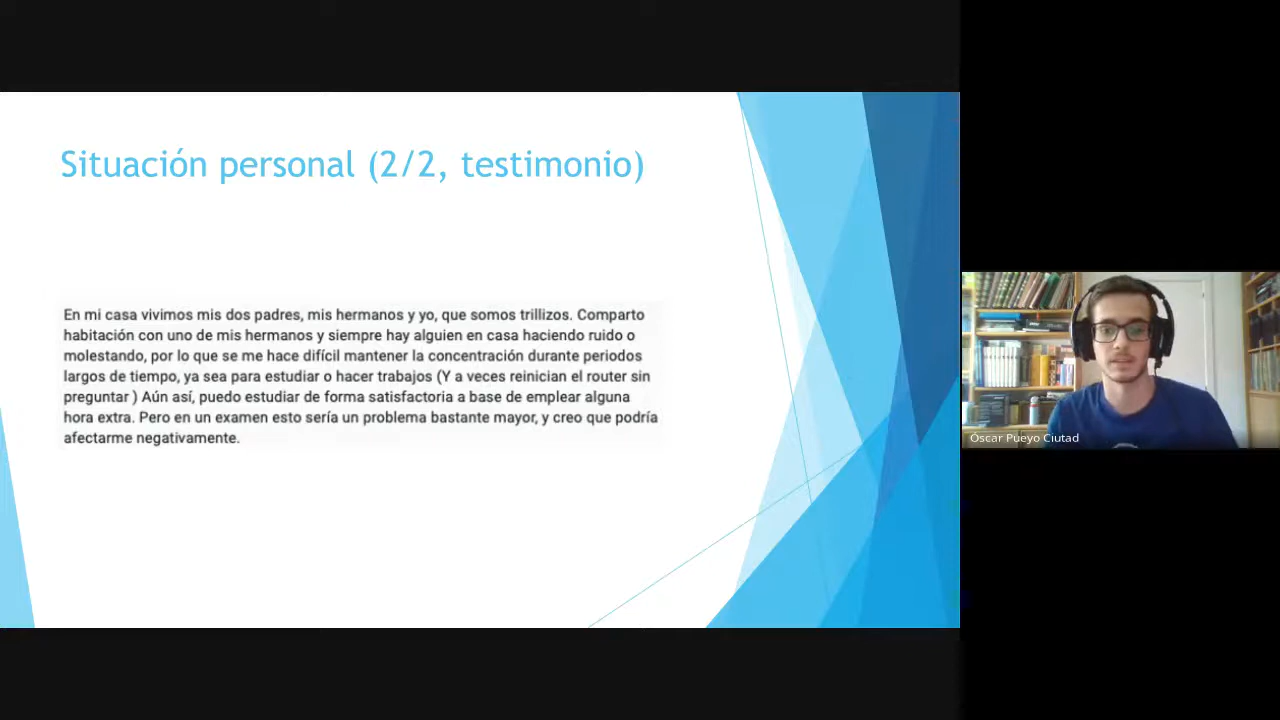 Situación personal (2/2, testimonio)
En mi casa vivimos mis dos padres, mis hermanos y yo, que somos trillizos. Comparto
habitación con uno de mis hermanos y siempre hay alguien en casa haciendo ruido o
molestando, por lo que se me hace difícil mantener la concentración durante periodos
largos de tiempo, ya sea para estudiar o hacer trabajos (Y a veces reinician el router sin
preguntar ) Aún así, puedo estudiar de forma satisfactoria a base de emplear alguna
hora extra. Pero en un examen esto sería un problema bastante mayor, y creo que podría
afectarme negativamente.
Óscar Pueyo Ciutad